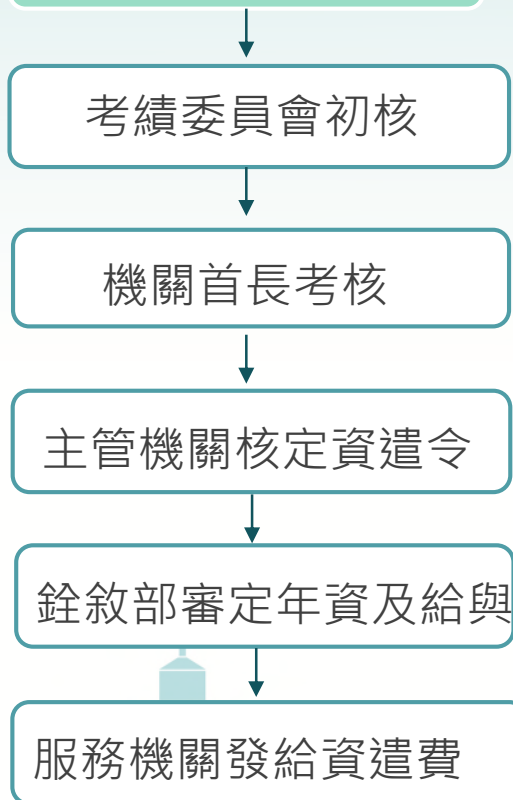 考績委員會初核
機關首長考核
主管機關核定資遣令
銓敘部審定年資及給與
服務機關發給資遣費